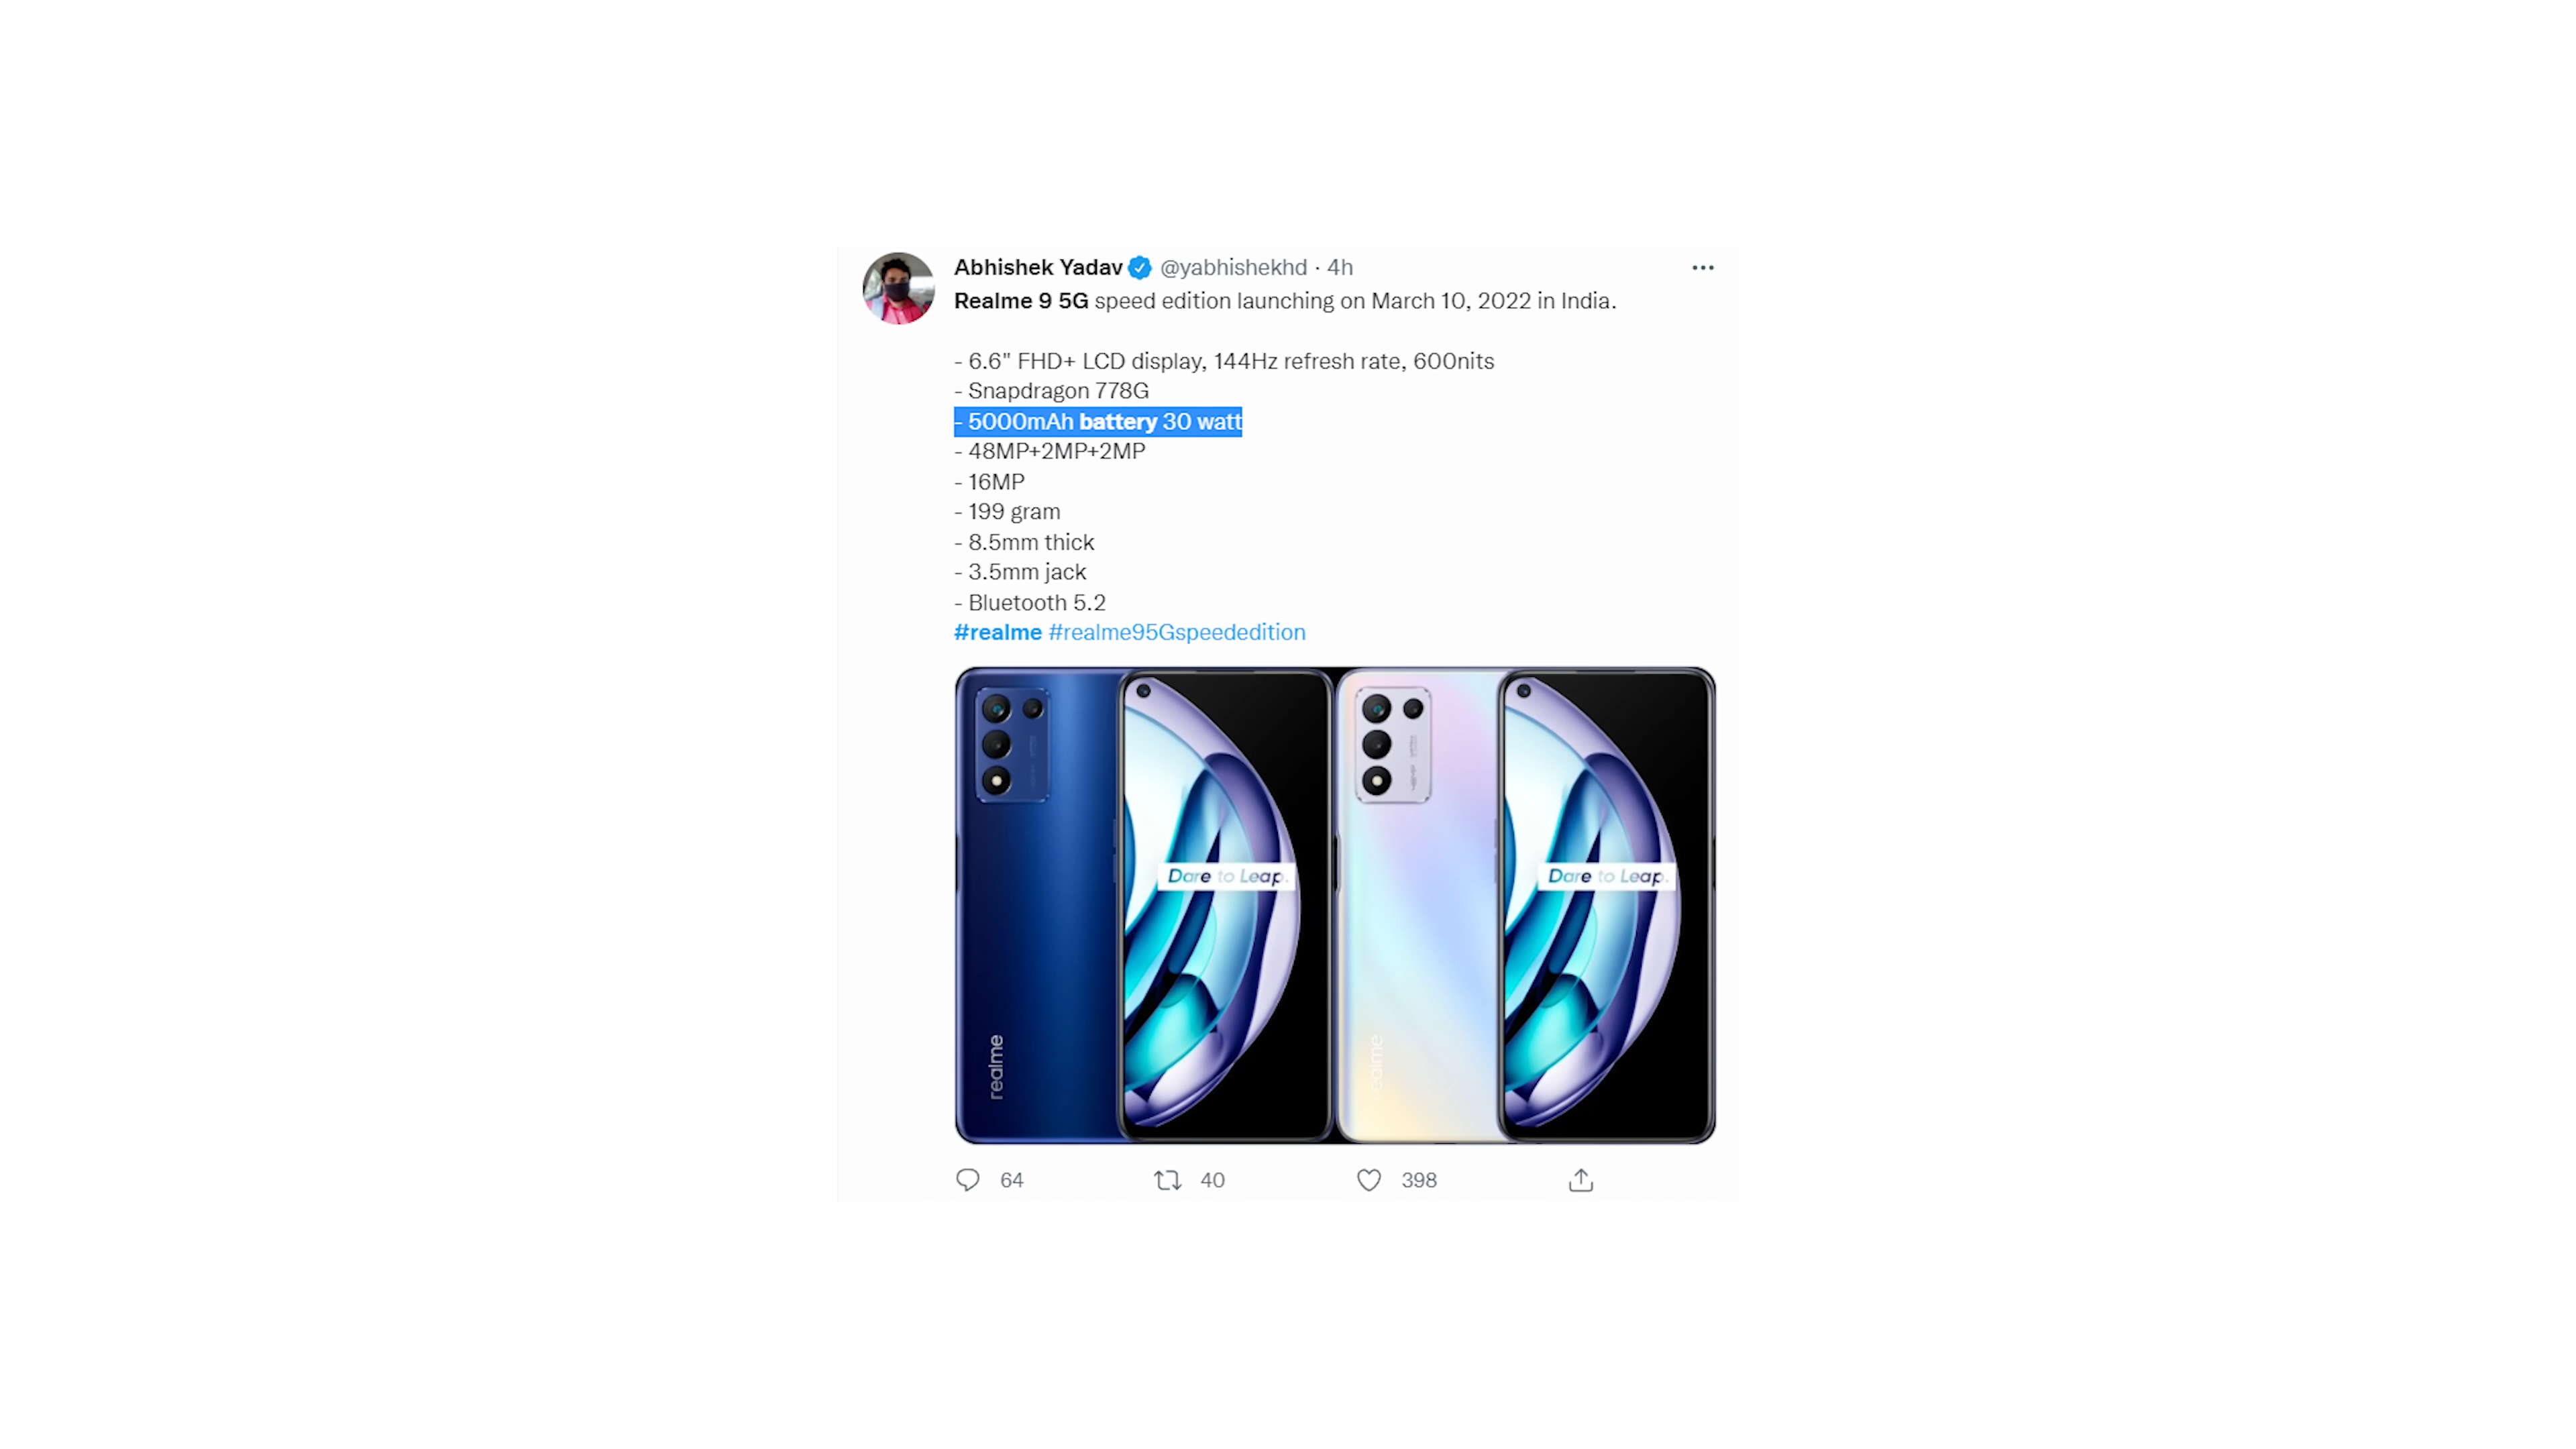 Abhishek Yadav @yabhishekhd · 4h
Realme 9 5G speed edition launching on March 10, 2022 in India.
- 6.6" FHD+ LCD display, 144Hz refresh rate, 600nits
- Snapdragon 778G
- 5000mAh battery 30 watt
- 48MP+2MP+2MP
- 16MP
- 199 gram
- 8.5mm thick
- 3.5mm jack
- Bluetooth 5.2
#realme #realme95Gspeededition
Dare to Leap.
Dare to Leap.
realme
realme
64 40 398